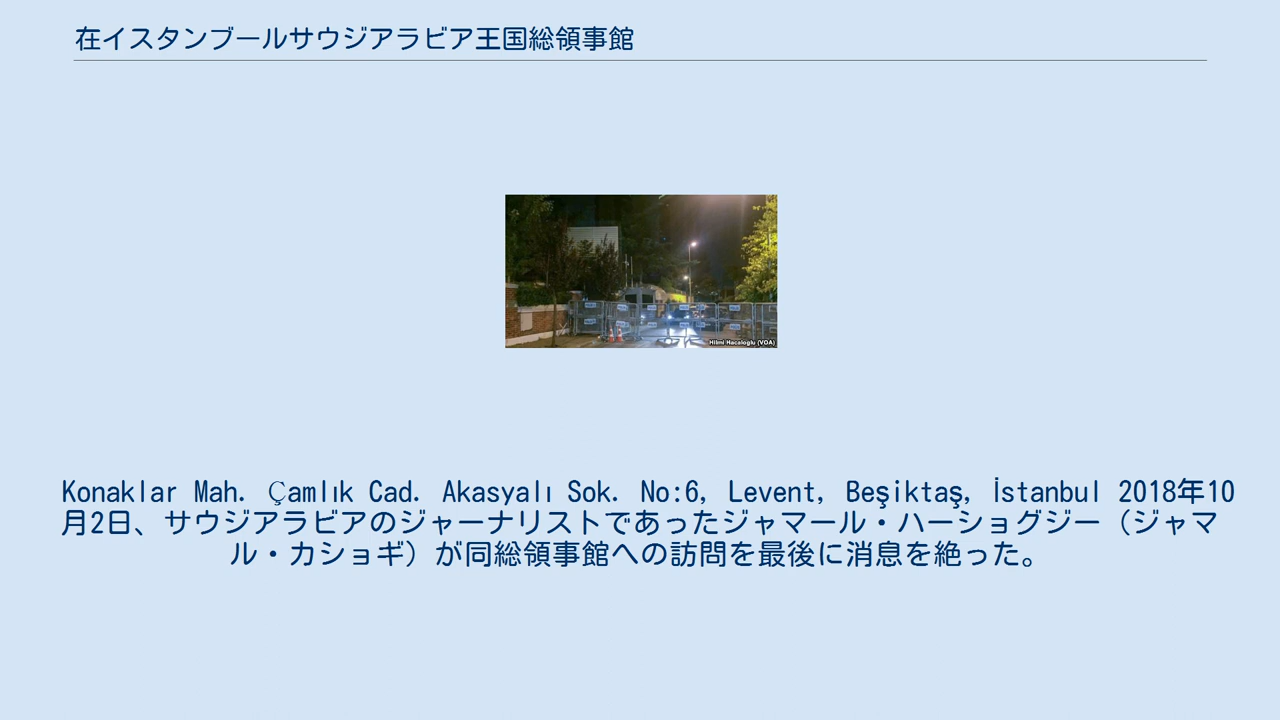 在イスタンブールサウジアラビア王国総領事館
Hilmi Hacaloglu (VOA)
Konaklar Mah. Çamlık Cad. Akasyalı Sok. No:6, Levent, Beşiktaş, İstanbul 2018年10
月2日、サウジアラビアのジャーナリストであったジャマール・ハーショグジー（ジャマ
ル・カショギ）が同総領事館への訪問を最後に消息を絶った。